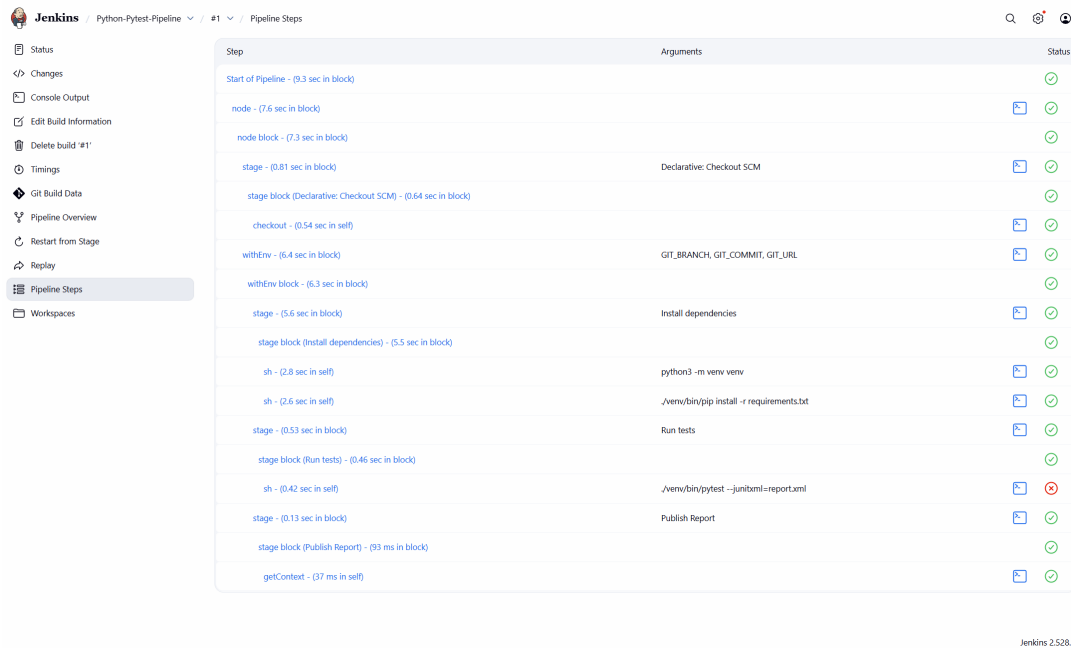 Jenkins / Python-Pytest-Pipeline / #1 / Pipeline Steps
Status
Changes
Console Output
Edit Build Information
Delete build '#1'
Timings
Git Build Data
Pipeline Overview
Restart from Stage
Replay
Pipeline Steps
Workspaces
Step Arguments Status
Start of Pipeline - (9.3 sec in block)
node - (7.6 sec in block)
node block - (7.3 sec in block)
stage - (0.81 sec in block) Declarative: Checkout SCM
stage block (Declarative: Checkout SCM) - (0.64 sec in block)
checkout - (0.54 sec in self)
withEnv - (6.4 sec in block) GIT_BRANCH, GIT_COMMIT, GIT_URL
withEnv block - (6.3 sec in block)
stage - (5.6 sec in block) Install dependencies
stage block (Install dependencies) - (5.5 sec in block)
sh - (2.8 sec in self) python3 -m venv venv
sh - (2.6 sec in self) ./venv/bin/pip install -r requirements.txt
stage - (0.53 sec in block) Run tests
stage block (Run tests) - (0.46 sec in block)
sh - (0.42 sec in self) ./venv/bin/pytest --junitxml=report.xml
stage - (0.13 sec in block) Publish Report
stage block (Publish Report) - (93 ms in block)
getContext - (37 ms in self)
Jenkins 2.528.